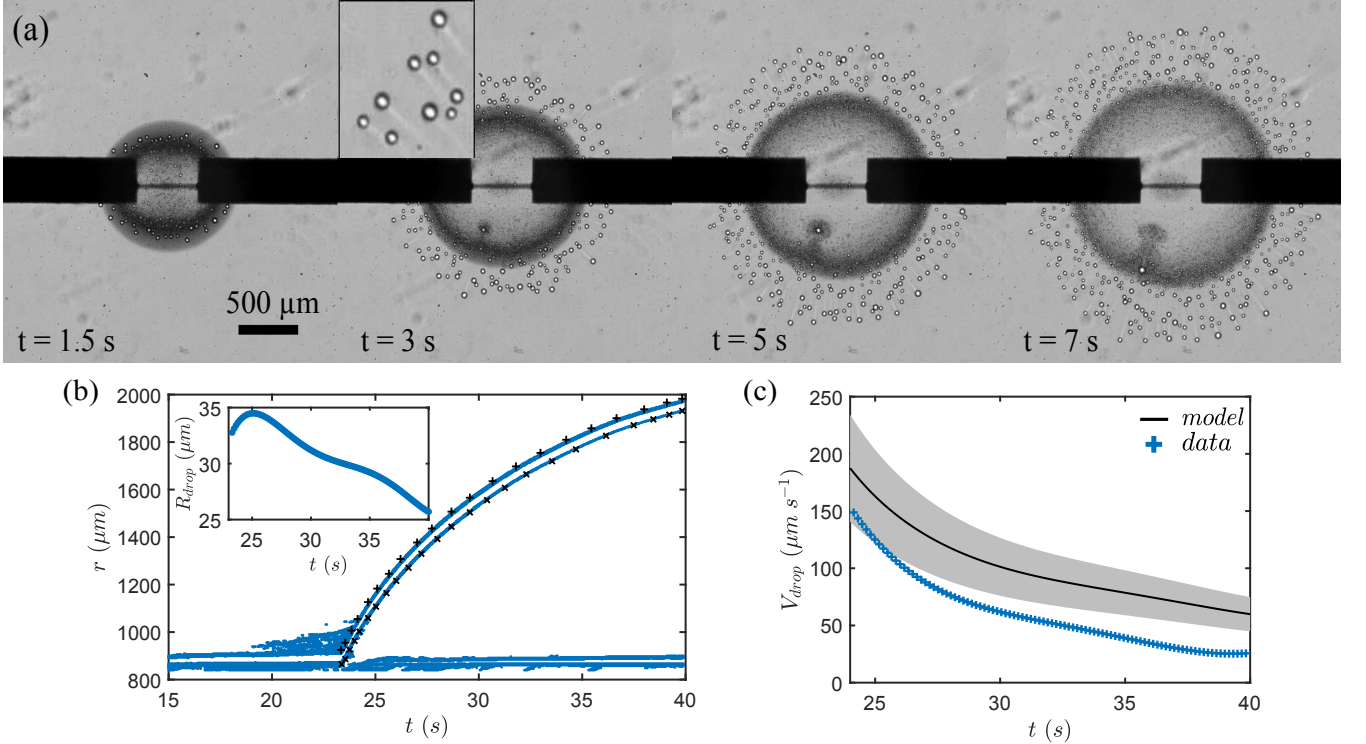 (a)
500 μm
t = 1.5 s
t = 3 s
t = 5 s
t = 7 s
(b)
2000
1800
1600
1400
1200
1000
800
r (μm)
15
20
25
30
35
40
t (s)
35
30
25
R_drop (μm)
25
30
35
t (s)
(c)
250
200
150
100
50
0
V_drop (μm s⁻¹)
25
30
35
40
t (s)
model
data